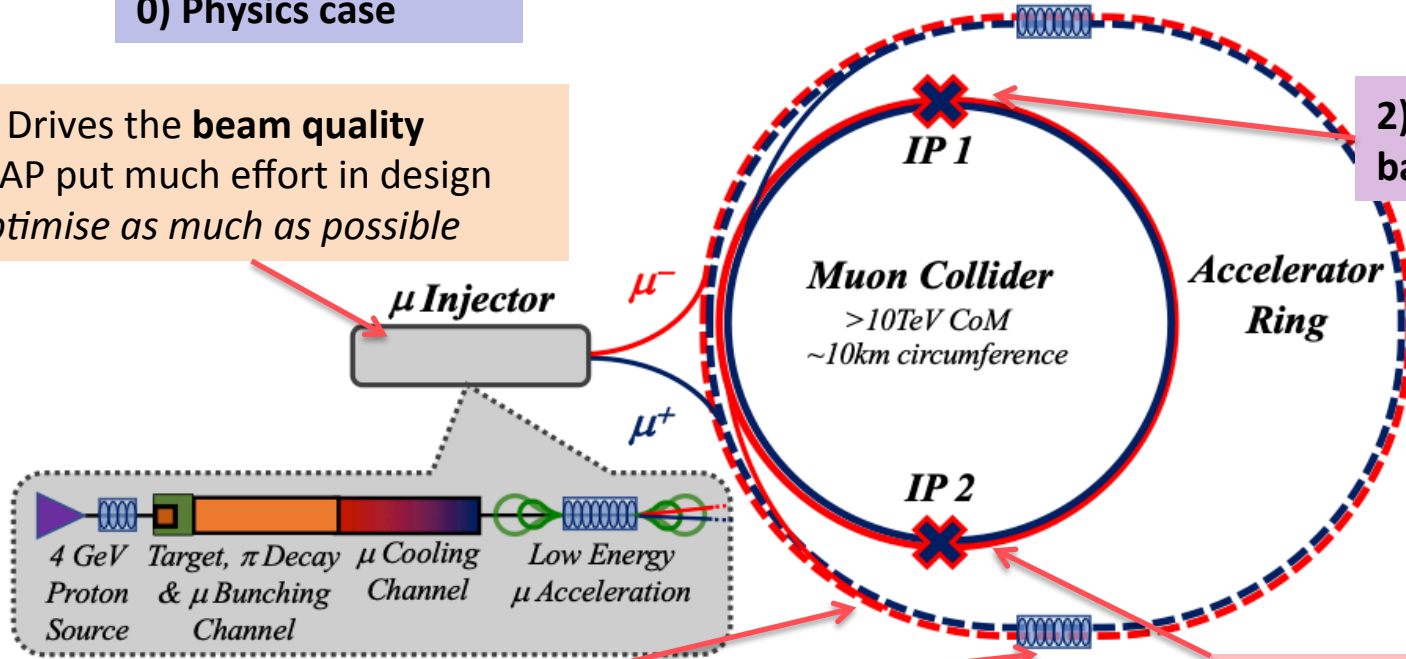 0) Physics case
Drives the beam quality
AP put much effort in design
optimise as much as possible
2)
IP 1
μ Injector
μ⁻
μ⁺
Muon Collider
>10TeV CoM
~10km circumference
Accelerator
Ring
IP 2
4 GeV
Proton
Source
Target, π Decay
& μ Bunching
Channel
μ Cooling
Channel
Low Energy
μ Acceleration